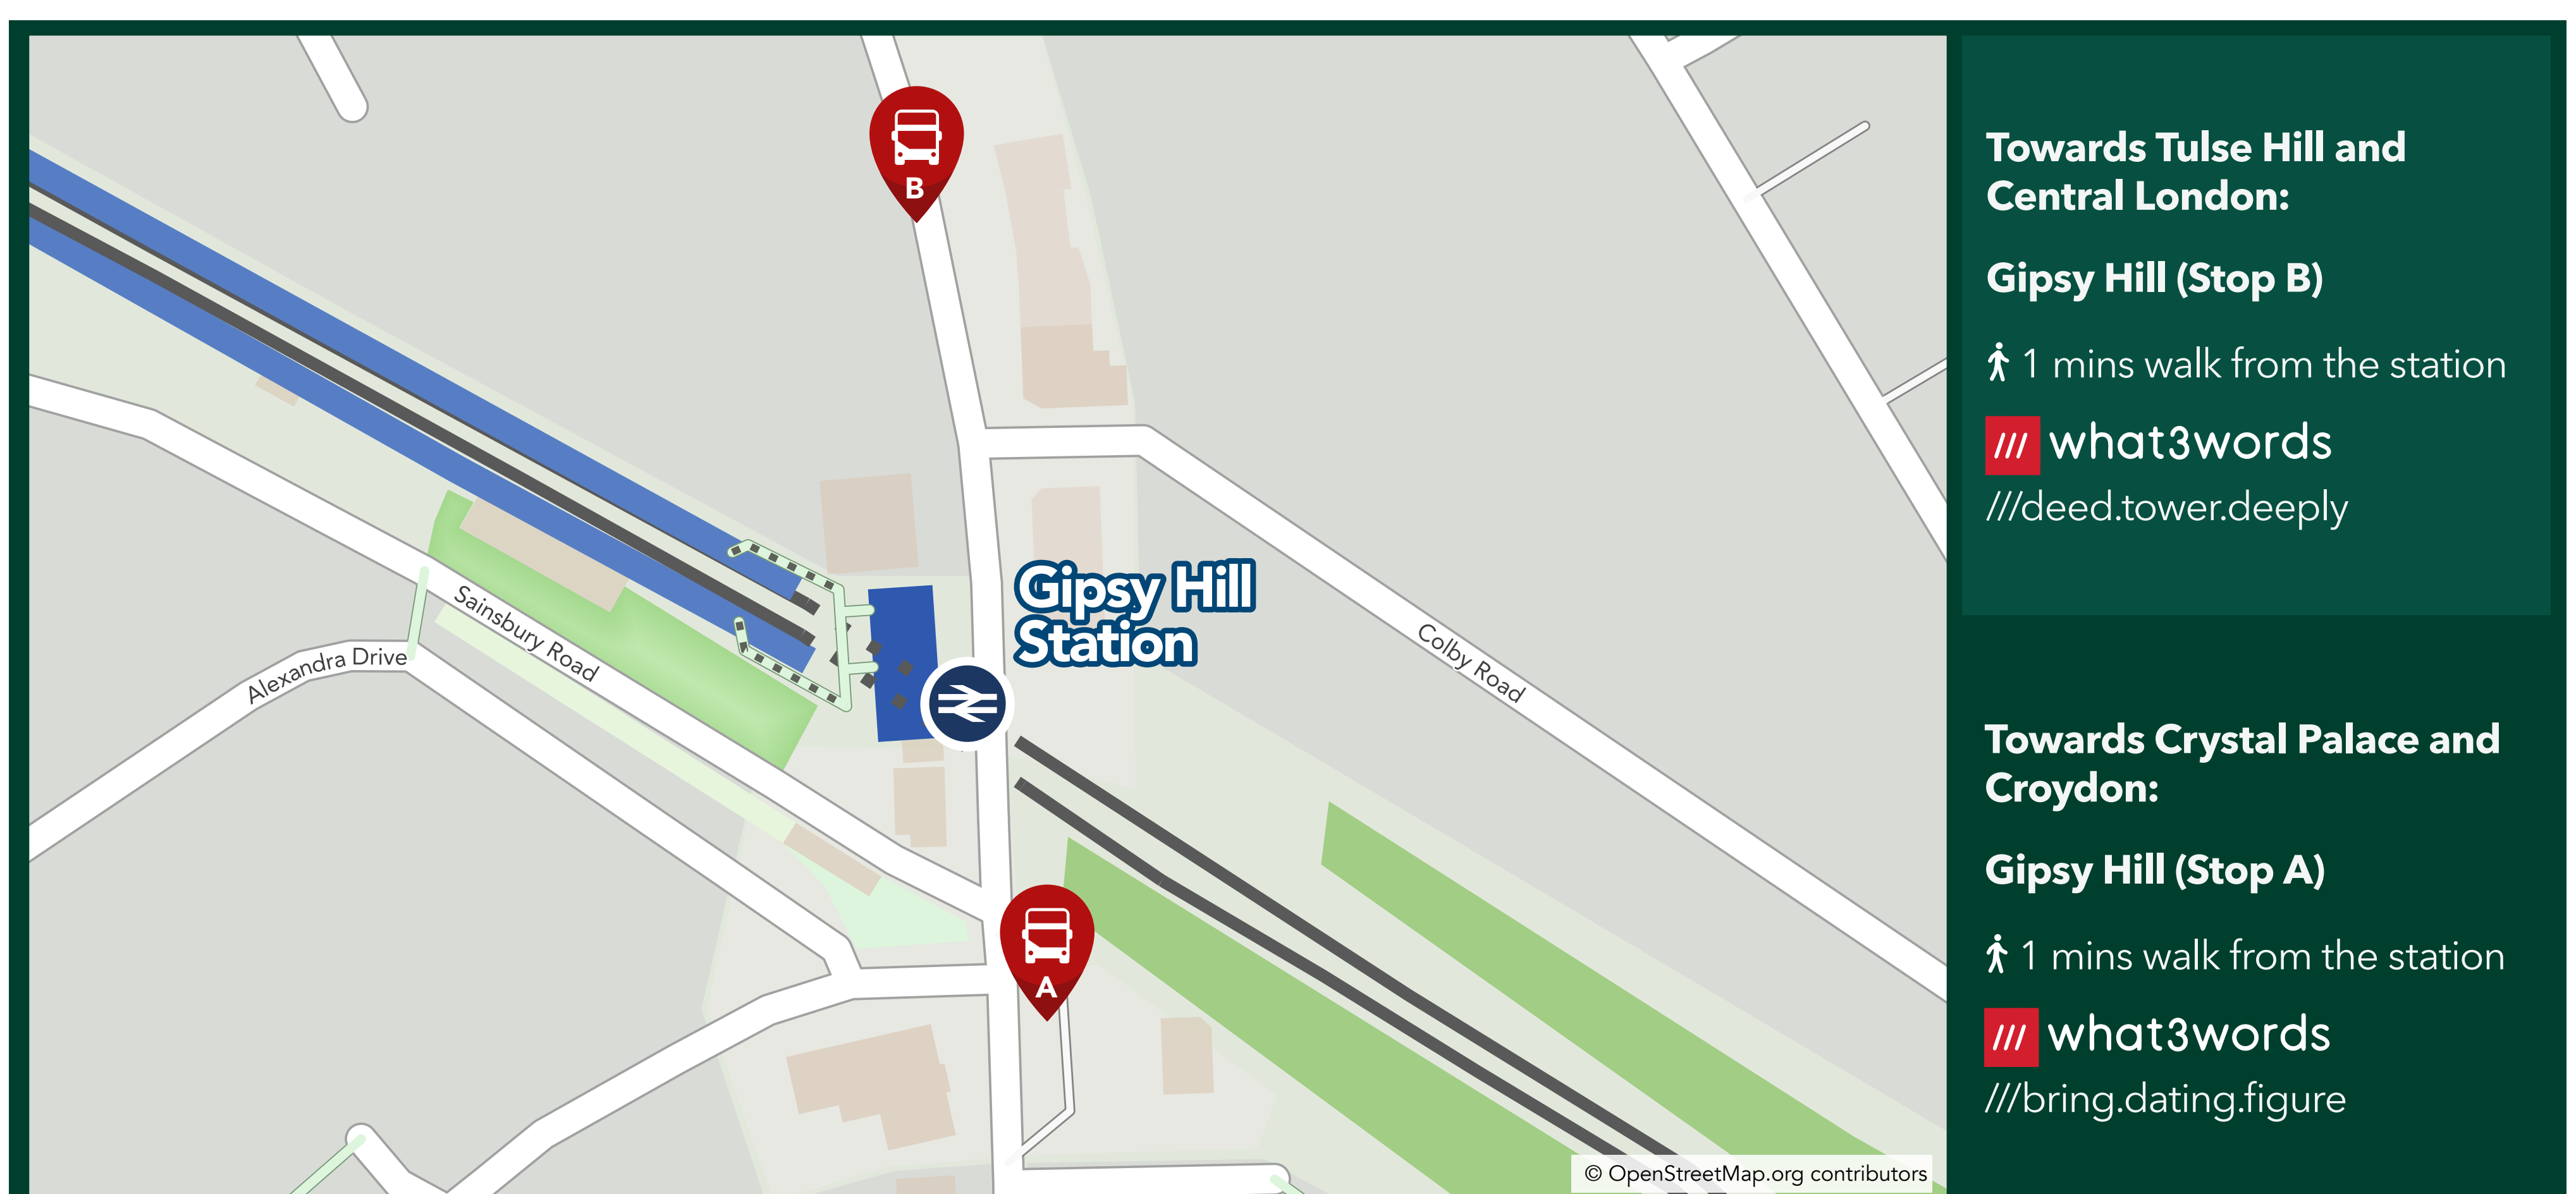 B
Gipsy Hill
Station
Sainsbury Road
Alexandra Drive
Colby Road
A
© OpenStreetMap.org contributors
Towards Tulse Hill and
Central London:
Gipsy Hill (Stop B)
1 mins walk from the station
/// what3words
///deed.tower.deeply
Towards Crystal Palace and
Croydon:
Gipsy Hill (Stop A)
1 mins walk from the station
/// what3words
///bring.dating.figure